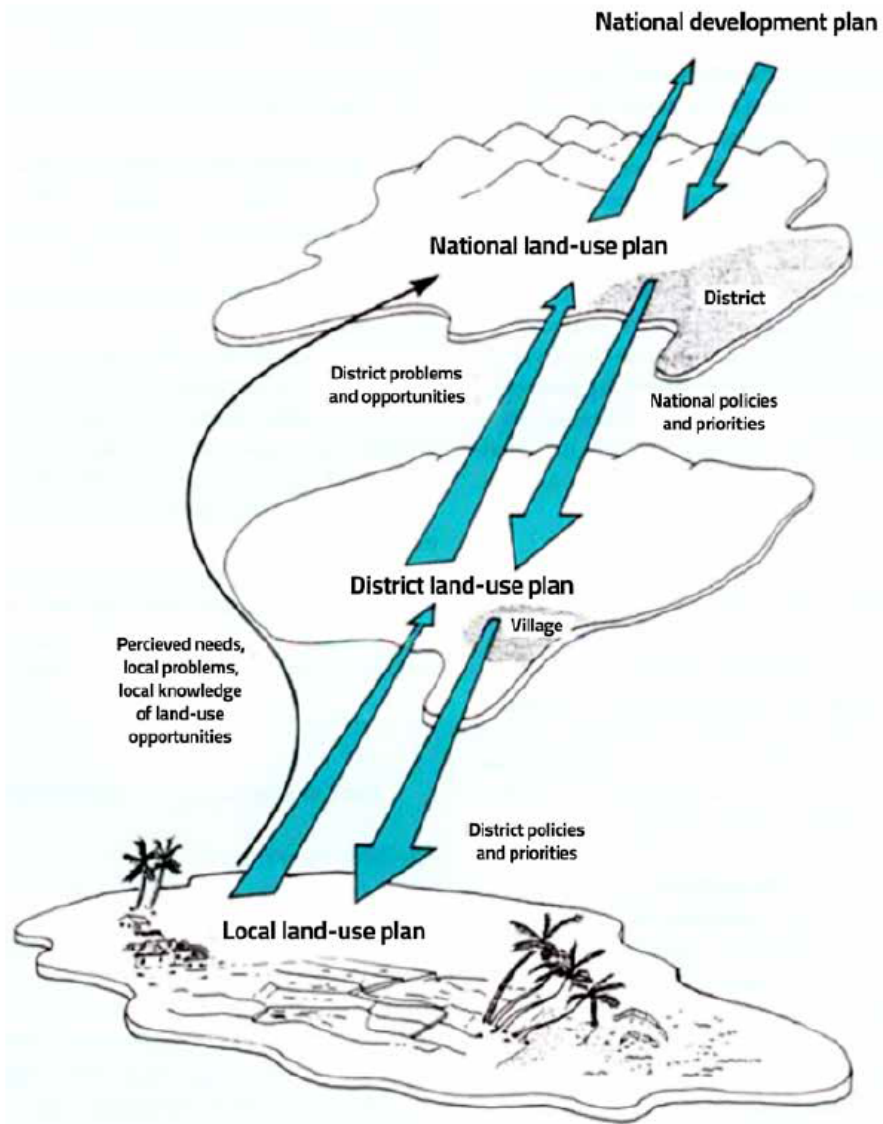 National development plan
National land-use plan
District
District problems
and opportunities
National policies
and priorities
District land-use plan
Village
Percieved needs,
local problems,
local knowledge
of land-use
opportunities
District policies
and priorities
Local land-use plan